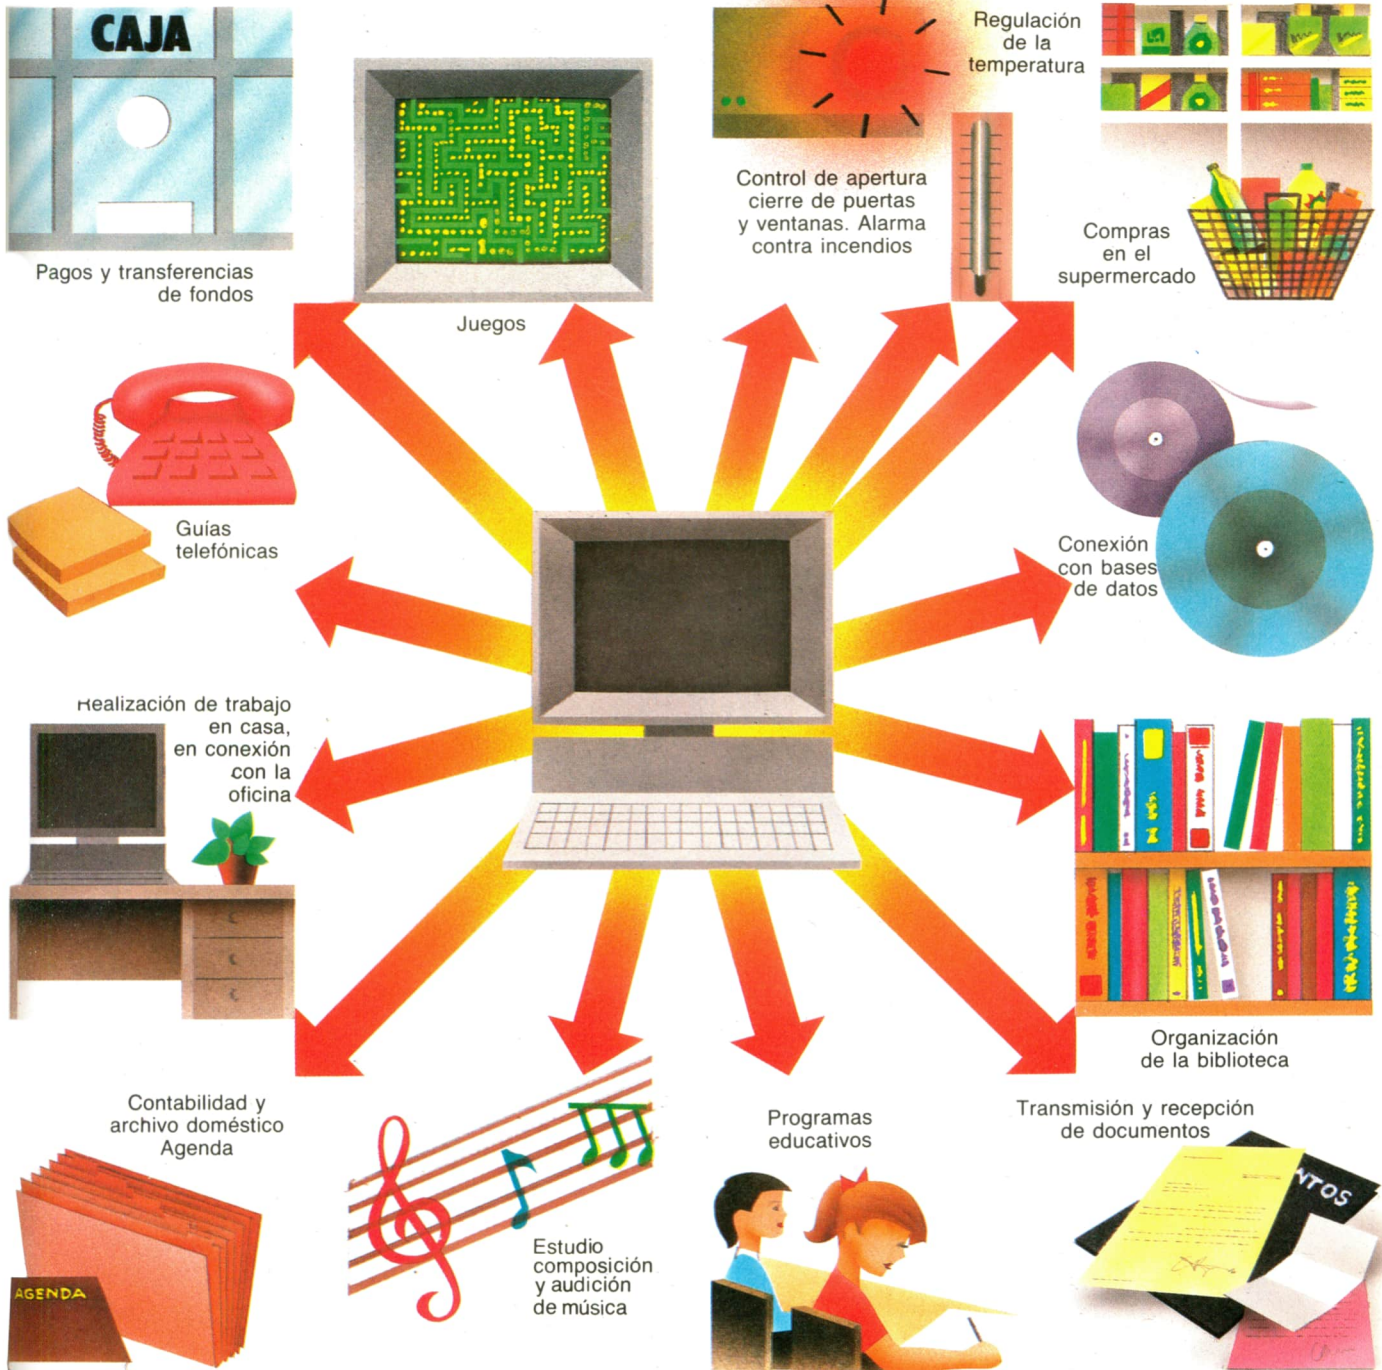 CAJA
Pagos y transferencias
de fondos
Juegos
Control de apertura
cierre de puertas
y ventanas. Alarma
contra incendios
Regulación
de la
temperatura
Compras
en el
supermercado
Guías
telefónicas
Conexión
con bases
de datos
Realización de trabajo
en casa,
en conexión
con la
oficina
Organización
de la biblioteca
Contabilidad y
archivo doméstico
Agenda
AGENDA
Estudio
composición
y audición
de música
Programas
educativos
Transmisión y recepción
de documentos
NTOS